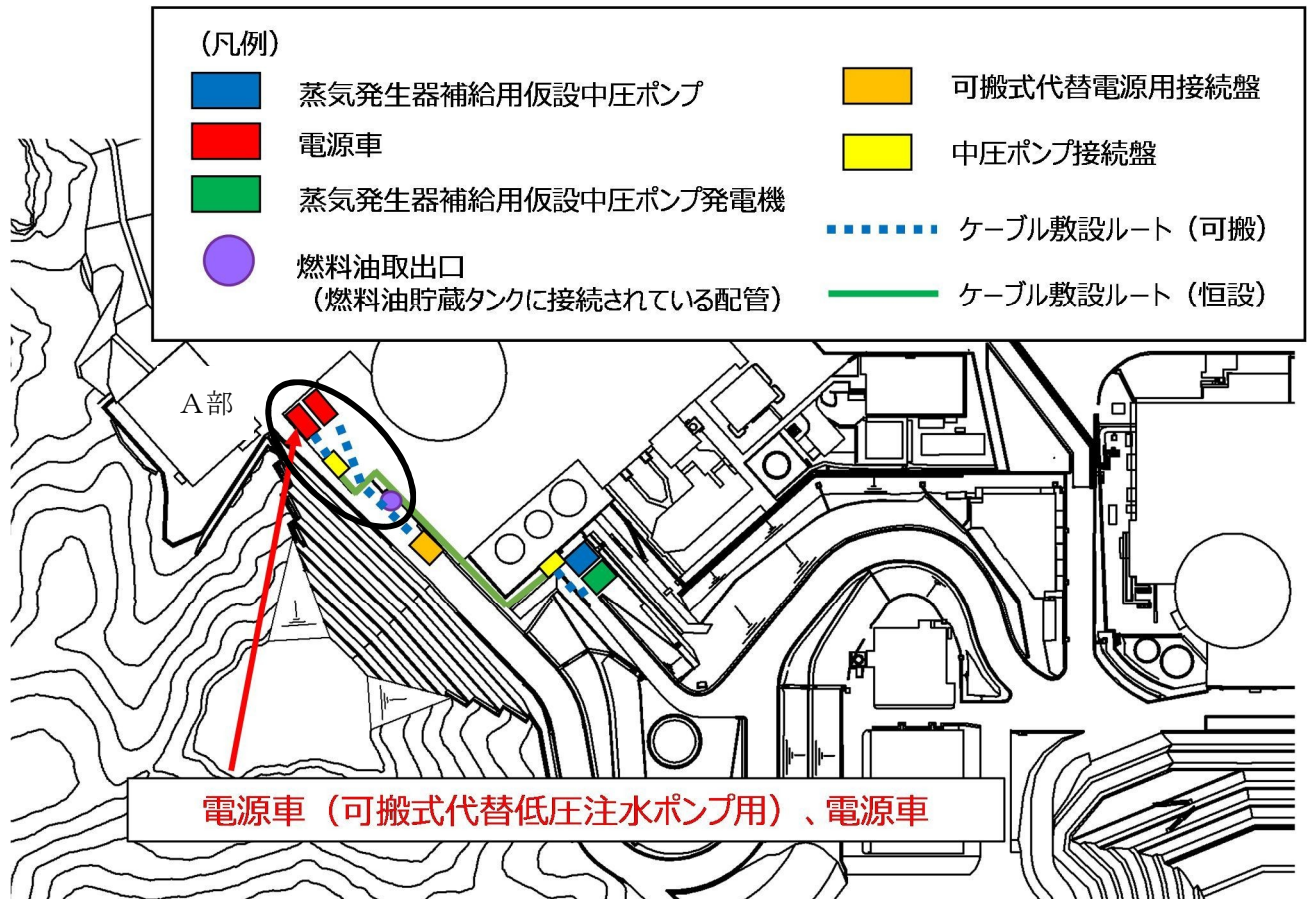 （凡例）
蒸気発生器補給用仮設中圧ポンプ
電源車
蒸気発生器補給用仮設中圧ポンプ発電機
燃料油取出口
（燃料油貯蔵タンクに接続されている配管）
可搬式代替電源用接続盤
中圧ポンプ接続盤
ケーブル敷設ルート（可搬）
ケーブル敷設ルート（恒設）
A部
電源車（可搬式代替低圧注水ポンプ用）、電源車